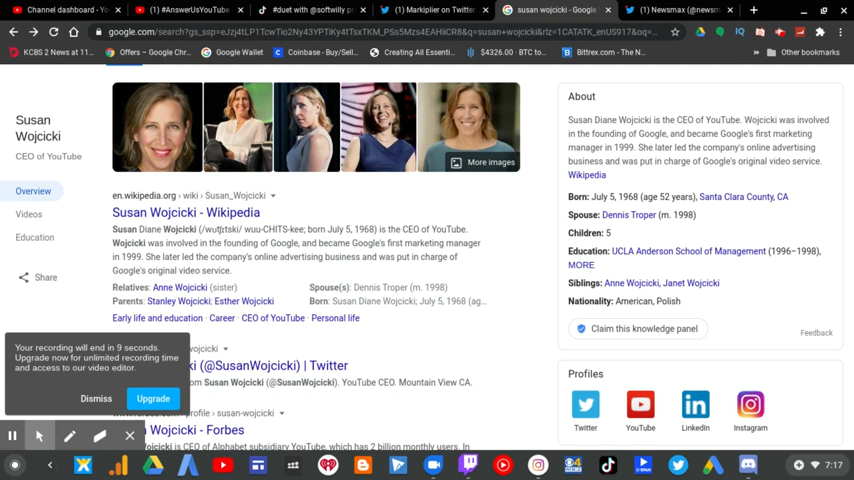 Channel dashboard - Yo
(1) #AnswerUsYouTube
#duet with @softwilly p
(1) Markiplier on Twitter
susan wojcicki - Google
(1) Newsmax (@newsm
google.com/search?gs_ssp=eJzj4tLP1TcwTio2Ny43YPTiKy4tTsxTKM_PSs5Mzs4EAHiiCR8&q=susan+wojcicki&rlz=1CATATK_enUS917&oq=...
KCBS 2 News at 11...
Offers – Google Chr...
Google Wallet
Coinbase - Buy/Sell...
Creating All Essenti...
$4326.00 - BTC to...
Bittrex.com - The N...
Other bookmarks
Susan
Wojcicki
CEO of YouTube
Overview
Videos
Education
Share
More images
en.wikipedia.org › wiki › Susan_Wojcicki
Susan Wojcicki - Wikipedia
Susan Diane Wojcicki (/wʊtʃɪtski/ wuu-CHITS-kee; born July 5, 1968) is the CEO of YouTube.
Wojcicki was involved in the founding of Google, and became Google's first marketing manager
in 1999. She later led the company's online advertising business and was put in charge of
Google's original video service.
Relatives: Anne Wojcicki (sister)
Spouse(s): Dennis Troper (m. 1998)
Parents: Stanley Wojcicki; Esther Wojcicki
Born: Susan Diane Wojcicki; July 5, 1968 (ag...
Early life and education · Career · CEO of YouTube · Personal life
wojcicki
ki (@SusanWojcicki) | Twitter
om Susan Wojcicki (@SusanWojcicki). YouTube CEO. Mountain View CA.
profile › susan-wojcicki
n Wojcicki - Forbes
Wojcicki is CEO of Alphabet subsidiary YouTube, which has 2 billion monthly users. In
Your recording will end in 9 seconds.
Upgrade now for unlimited recording time
and access to our video editor.
Dismiss
Upgrade
About
Susan Diane Wojcicki is the CEO of YouTube. Wojcicki was involved
in the founding of Google, and became Google's first marketing
manager in 1999. She later led the company's online advertising
business and was put in charge of Google's original video service.
Wikipedia
Born: July 5, 1968 (age 52 years), Santa Clara County, CA
Spouse: Dennis Troper (m. 1998)
Children: 5
Education: UCLA Anderson School of Management (1996–1998),
MORE
Siblings: Anne Wojcicki, Janet Wojcicki
Nationality: American, Polish
Claim this knowledge panel
Feedback
Profiles
Twitter
YouTube
LinkedIn
Instagram
7:17